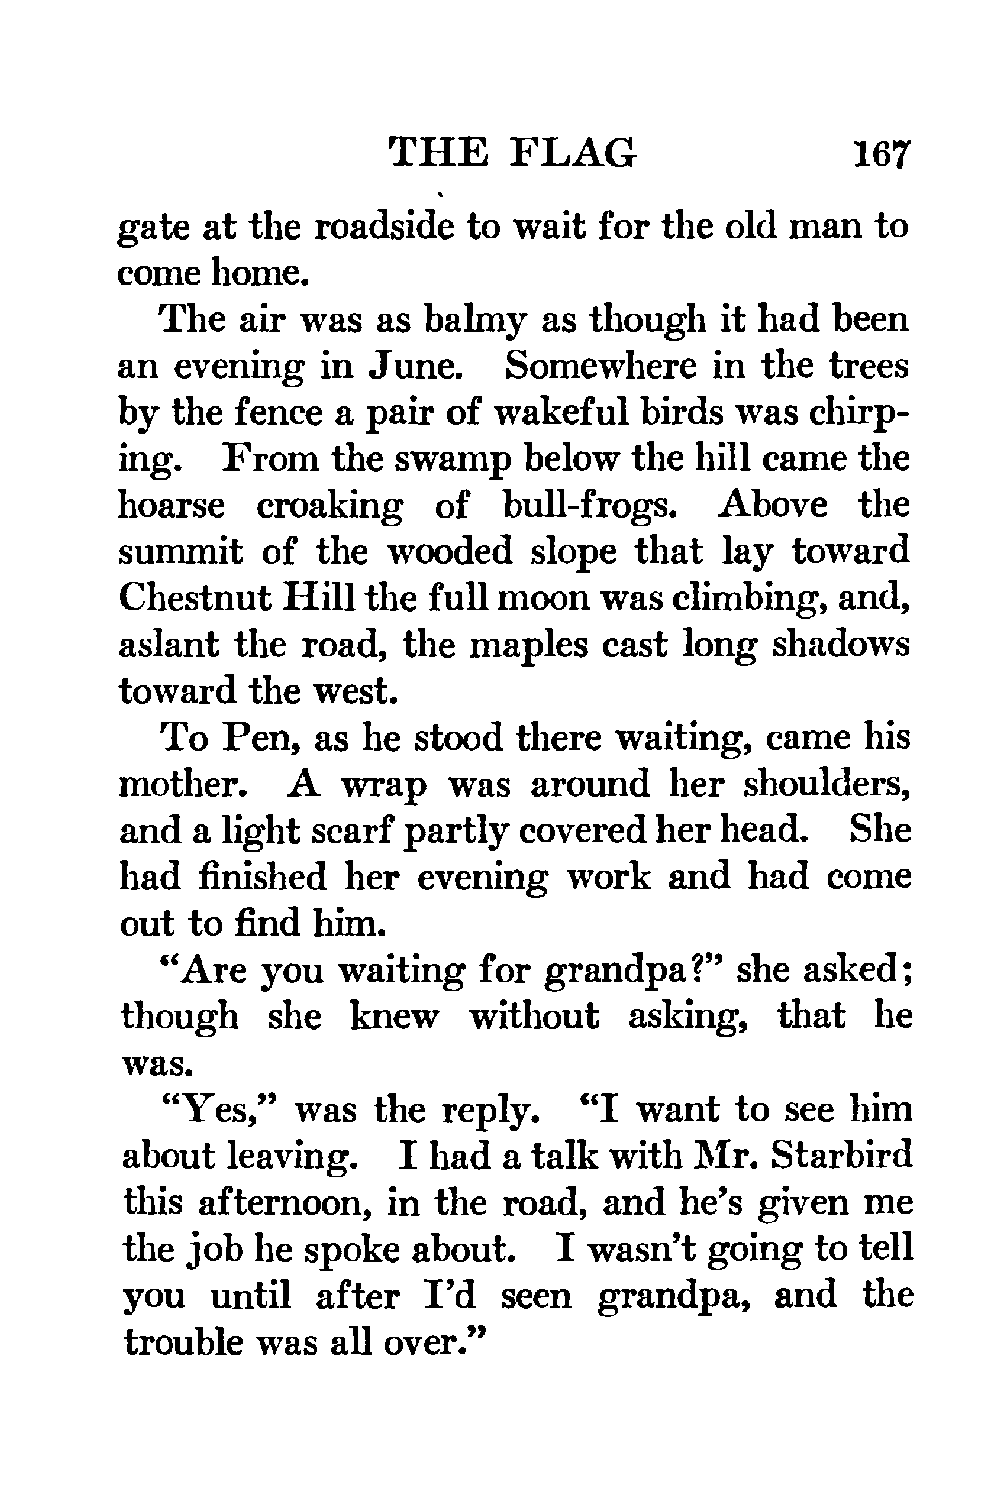 THE FLAG 167
gate at the roadside to wait for the old man to
come home.
The air was as balmy as though it had been
an evening in June. Somewhere in the trees
by the fence a pair of wakeful birds was chirp-
ing. From the swamp below the hill came the
hoarse croaking of bull-frogs. Above the
summit of the wooded slope that lay toward
Chestnut Hill the full moon was climbing, and,
aslant the road, the maples cast long shadows
toward the west.
To Pen, as he stood there waiting, came his
mother. A wrap was around her shoulders,
and a light scarf partly covered her head. She
had finished her evening work and had come
out to find him.
“Are you waiting for grandpa?” she asked;
though she knew without asking, that he
was.
“Yes,” was the reply. “I want to see him
about leaving. I had a talk with Mr. Starbird
this afternoon, in the road, and he’s given me
the job he spoke about. I wasn’t going to tell
you until after I’d seen grandpa, and the
trouble was all over.”